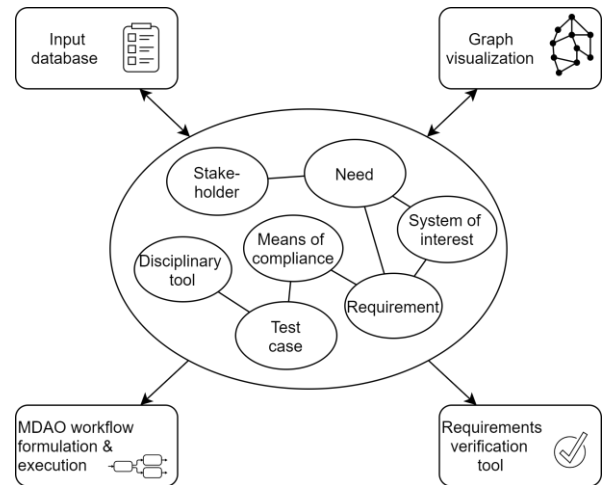 Input
database
Graph
visualization
Stake-
holder
Need
System of
interest
Means of
compliance
Disciplinary
tool
Requirement
Test
case
MDAO workflow
formulation &
execution
Requirements
verification
tool